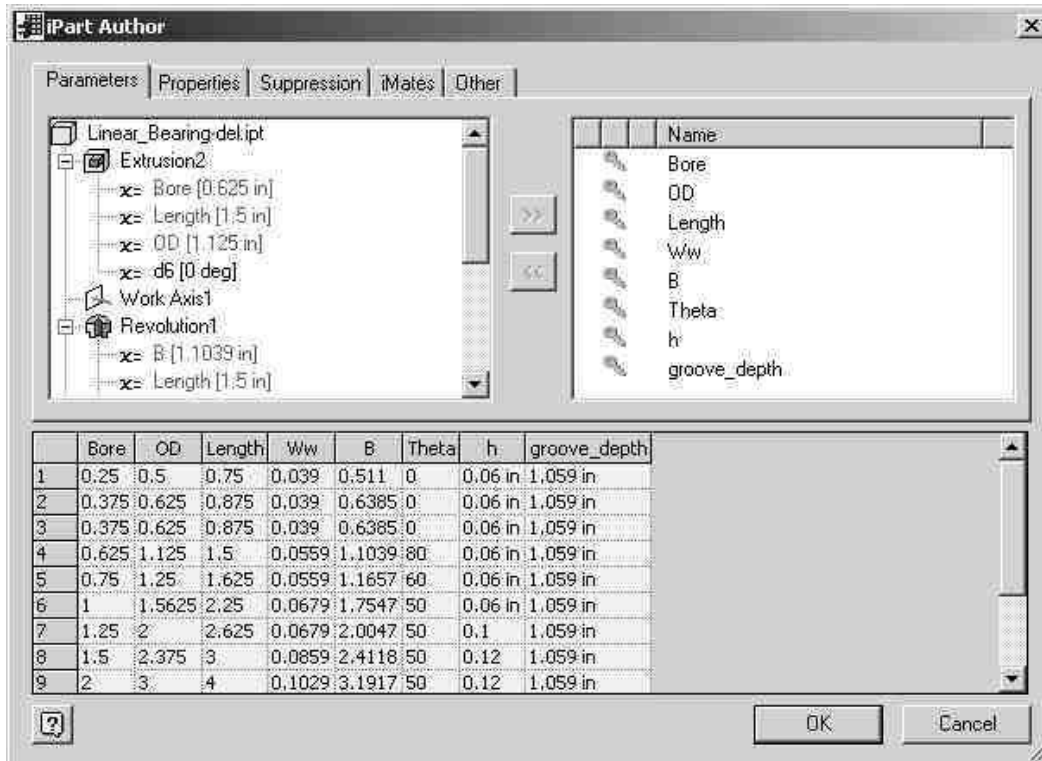 iPart Author
Parameters Properties Suppression iMates Other
Linear_Bearing-del.ipt
Extrusion2
x= Bore [0.625 in]
x= Length [1.5 in]
x= OD [1.125 in]
x= d6 [0 deg]
Work Axis1
Revolution1
x= B [1.1039 in]
x= Length [1.5 in]
>>
<<
Name
Bore
OD
Length
Ww
B
Theta
h
groove_depth
Bore OD Length Ww B Theta h groove_depth
1 0.25 0.5 0.75 0.039 0.511 0 0.06 in 1.059 in
2 0.375 0.625 0.875 0.039 0.6385 0 0.06 in 1.059 in
3 0.375 0.625 0.875 0.039 0.6385 0 0.06 in 1.059 in
4 0.625 1.125 1.5 0.0559 1.1039 80 0.06 in 1.059 in
5 0.75 1.25 1.625 0.0559 1.1657 60 0.06 in 1.059 in
6 1 1.5625 2.25 0.0679 1.7547 50 0.06 in 1.059 in
7 1.25 2 2.625 0.0679 2.0047 50 0.1 1.059 in
8 1.5 2.375 3 0.0859 2.4118 50 0.12 1.059 in
9 2 3 4 0.1029 3.1917 50 0.12 1.059 in
?
OK Cancel